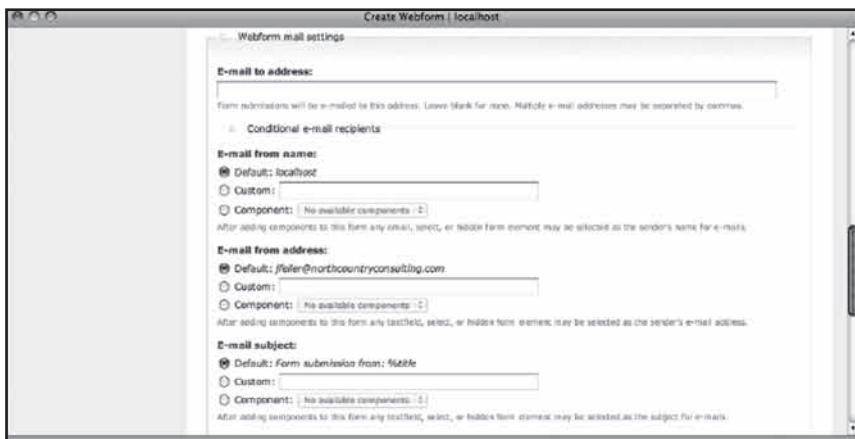 Create Webform | localhost
Webform mail settings
E-mail to address:
Form submissions will be e-mailed to this address. Leave blank for none. Multiple e-mail addresses may be separated by commas.
Conditional e-mail recipients
E-mail from name:
Default: localhost
Custom:
Component: No available components
After adding components to this form any email, select, or hidden form element may be selected as the sender's name for e-mails.
E-mail from address:
Default: jfeiler@northcountryconsulting.com
Custom:
Component: No available components
After adding components to this form any textfield, select, or hidden form element may be selected as the sender's e-mail address.
E-mail subject:
Default: Form submission from: %title
Custom:
Component: No available components
After adding components to this form any textfield, select, or hidden form element may be selected as the subject for e-mails.